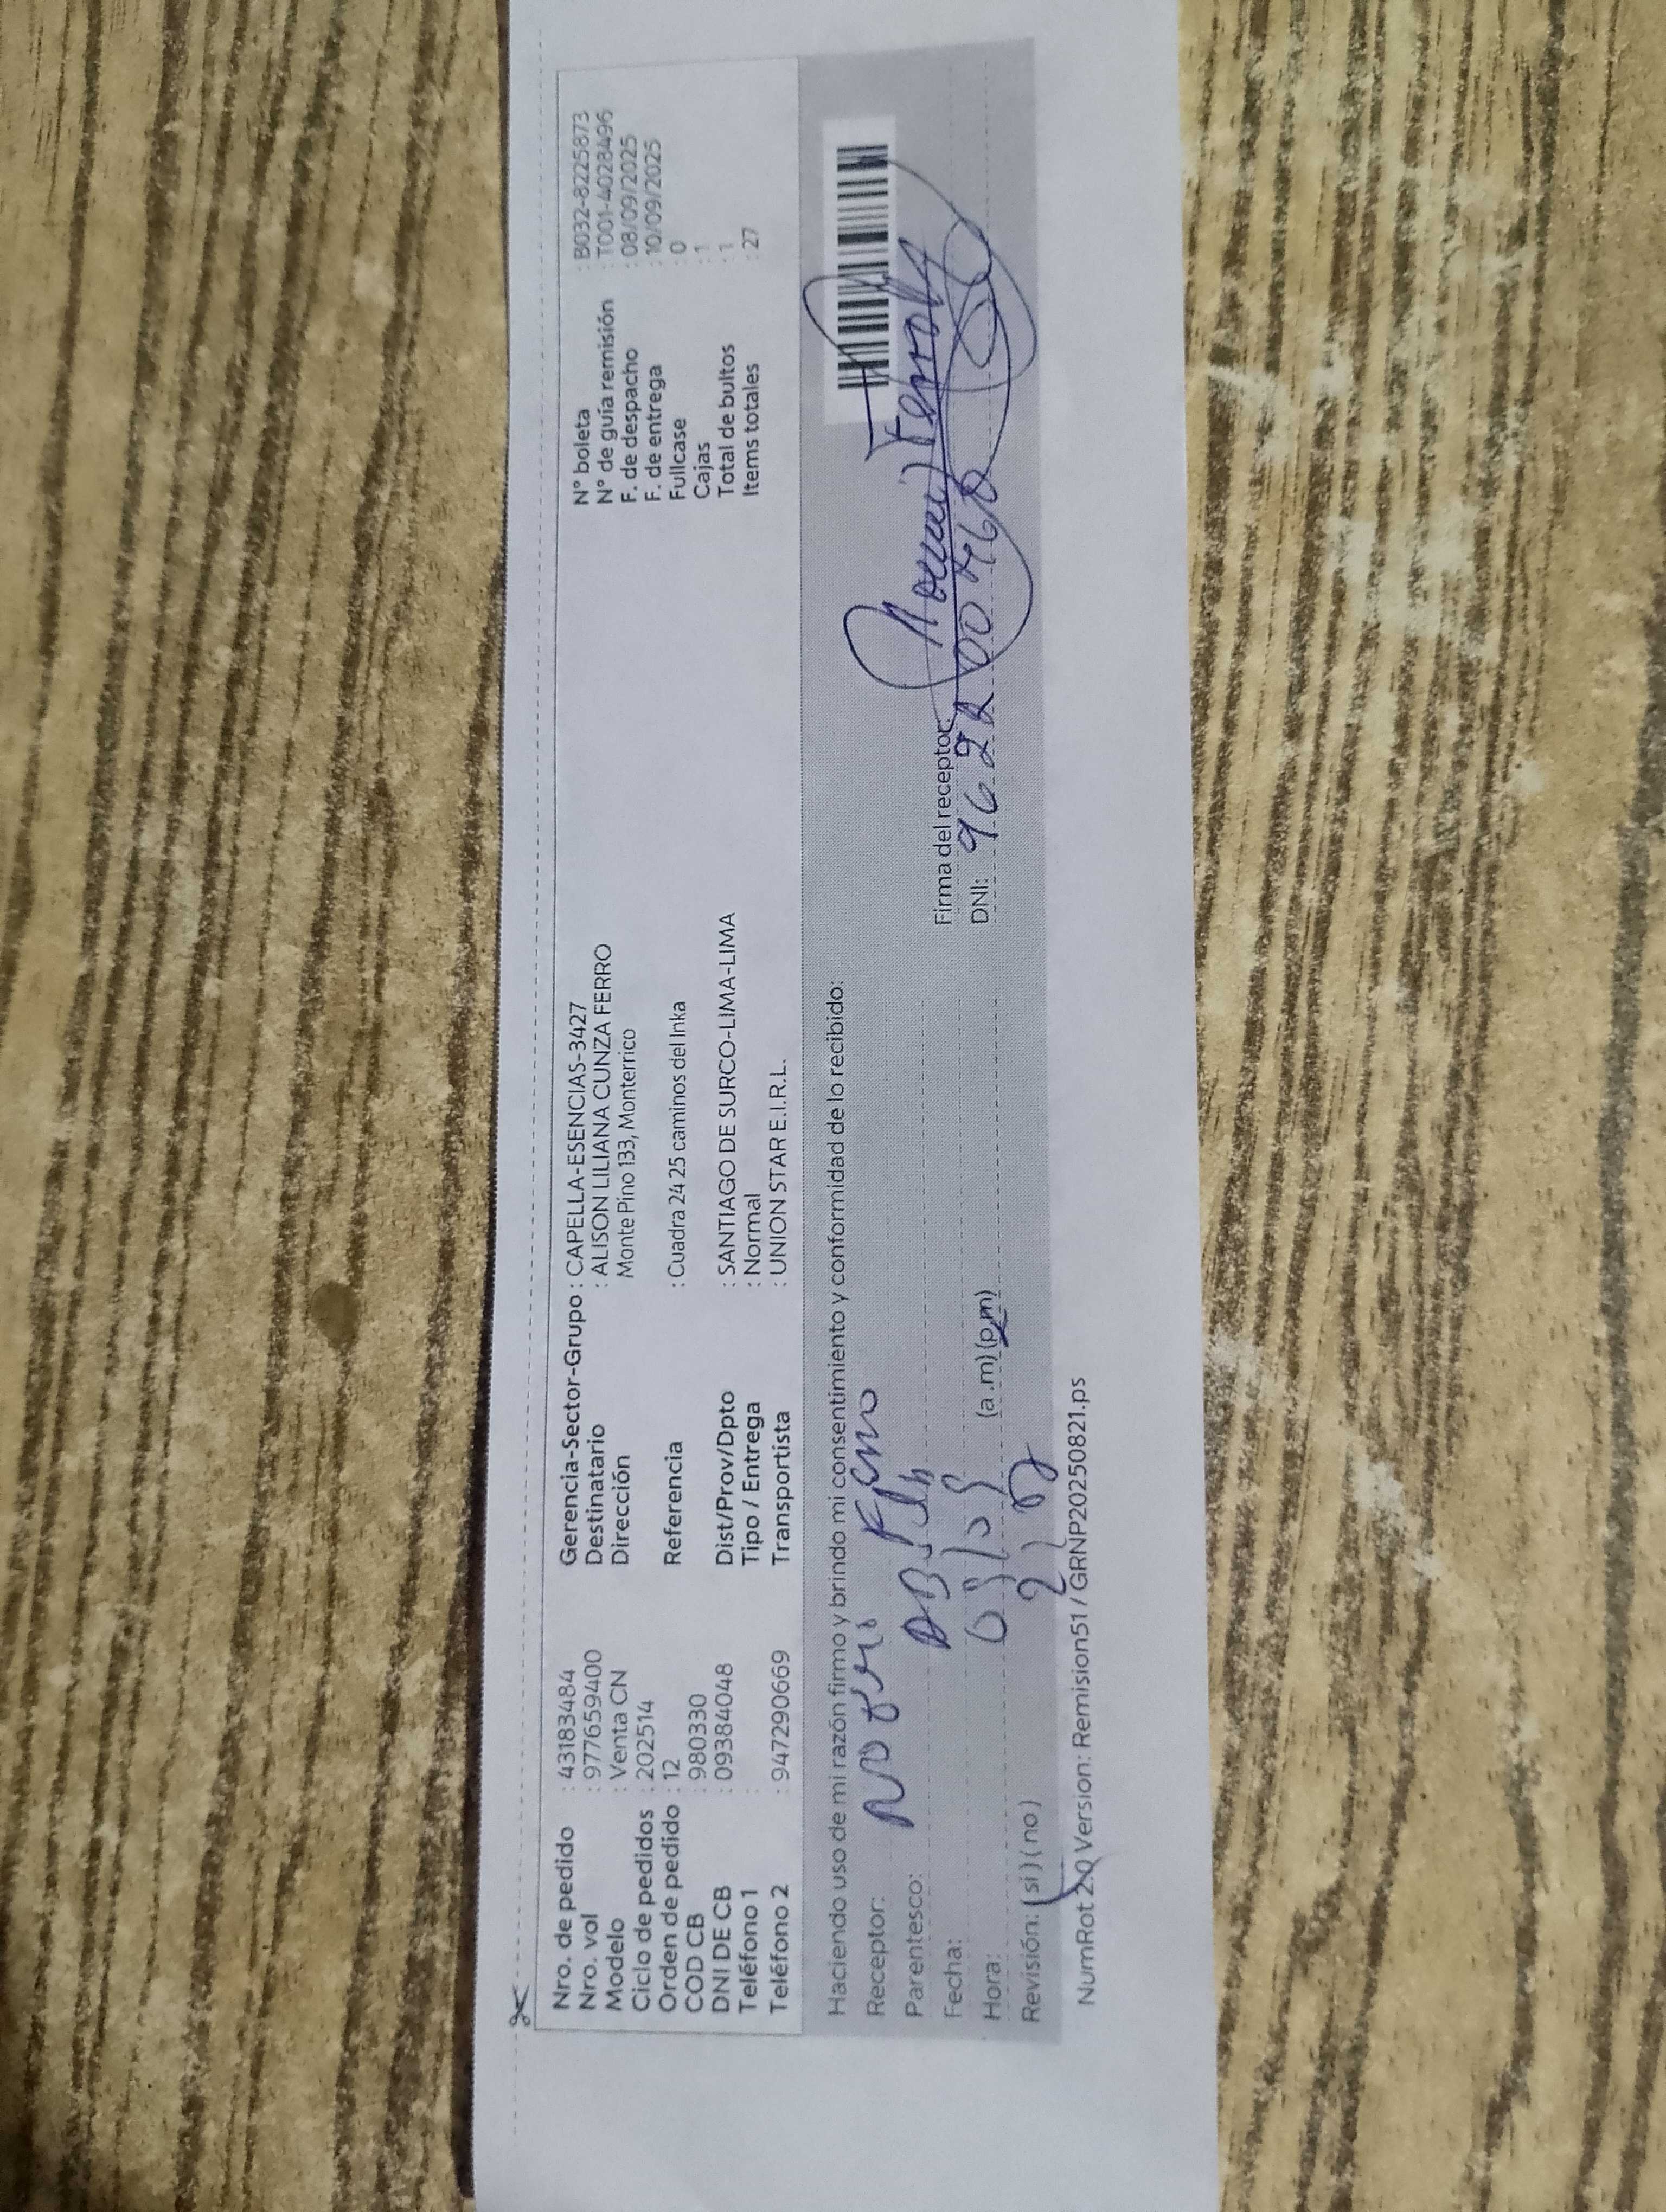 Nro. de pedido : 43183484 Gerencia-Sector-Grupo : CAPELLA-ESENCIAS-3427 N° boleta : B032-8225873
Nro. vol : 977659400 Destinatario : ALISON LILIANA CUNZA FERRO N° de guía remisión : T001-40284496
Modelo : Venta CN Dirección Monte Pino 133, Monterrico F. de despacho : 08/09/2025
Ciclo de pedidos : 202514 F. de entrega : 10/09/2025
Orden de pedido : 12 Referencia : Cuadra 24 25 caminos del Inka Fullcase : 0
COD CB : 980330 Cajas : 1
DNI DE CB : 09384048 Dist/Prov/Dpto : SANTIAGO DE SURCO-LIMA-LIMA Total de bultos : 1
Teléfono 1 : Tipo / Entrega : Normal Items totales : 27
Teléfono 2 : 947290669 Transportista : UNION STAR E.I.R.L.
Haciendo uso de mi razón firmo y brindo mi consentimiento y conformidad de lo recibido:
Receptor:
Parentesco:
Fecha: Firma del receptor:
Hora: (a.m) (p.m) DNI:
Revisión: ( si ) ( no )
NumRot 2.0 Version: Remision51 / GRNP20250821.ps